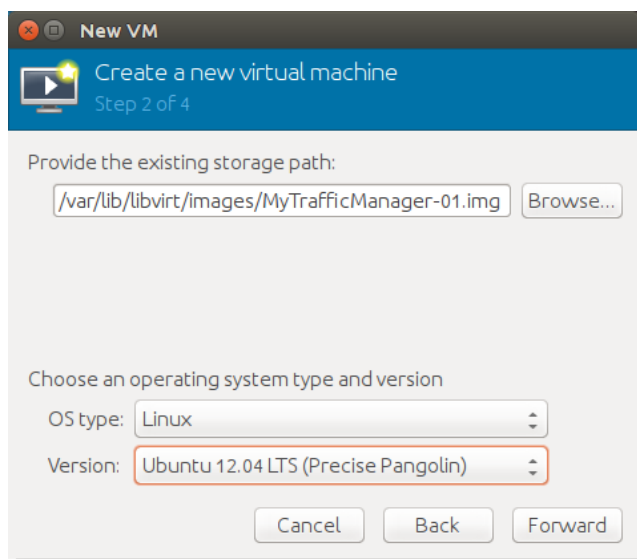 New VM
Create a new virtual machine
Step 2 of 4
Provide the existing storage path:
/var/lib/libvirt/images/MyTrafficManager-01.img Browse...
Choose an operating system type and version
OS type: Linux
Version: Ubuntu 12.04 LTS (Precise Pangolin)
Cancel Back Forward